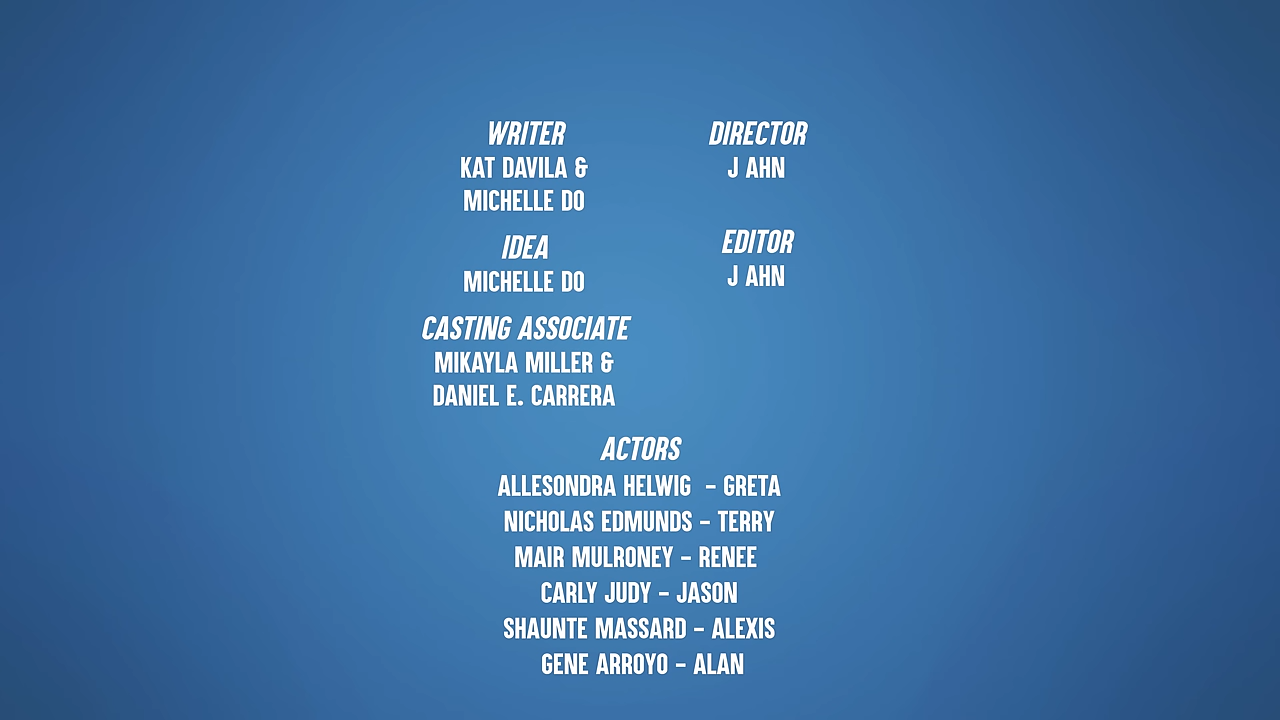 WRITER
KAT DAVILA &
MICHELLE DO
IDEA
MICHELLE DO
CASTING ASSOCIATE
MIKAYLA MILLER &
DANIEL E. CARRERA
DIRECTOR
J AHN
EDITOR
J AHN
ACTORS
ALLESONDRA HELWIG – GRETA
NICHOLAS EDMUNDS – TERRY
MAIR MULRONEY – RENEE
CARLY JUDY – JASON
SHAUNTE MASSARD – ALEXIS
GENE ARROYO – ALAN